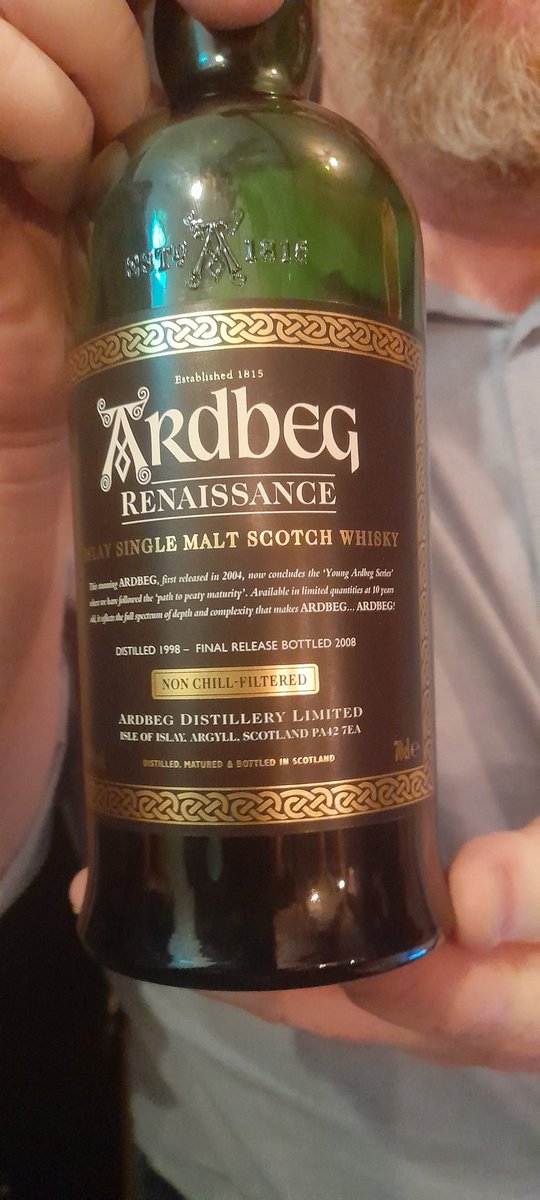 ESTD 1815
Established 1815
ARDBEG
RENAISSANCE
ISLAY SINGLE MALT SCOTCH WHISKY
This stunning ARDBEG, first released in 2004, now concludes the 'Young Ardbeg Series'
where we have followed the 'path to peaty maturity'. Available in limited quantities at 10 years
old, it reflects the full spectrum of depth and complexity that makes ARDBEG... ARDBEG!
DISTILLED 1998 – FINAL RELEASE BOTTLED 2008
NON CHILL-FILTERED
ARDBEG DISTILLERY LIMITED
ISLE OF ISLAY, ARGYLL, SCOTLAND PA42 7EA
70cl e
DISTILLED, MATURED & BOTTLED IN SCOTLAND